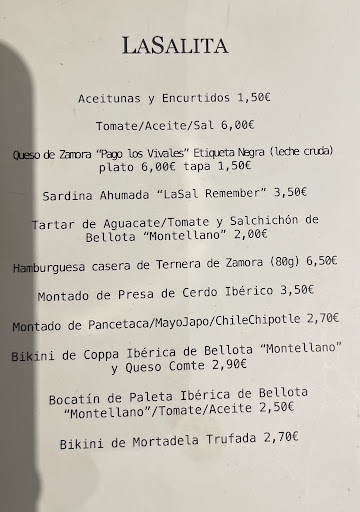 LASALITA
Aceitunas y Encurtidos 1,50€
Tomate/Aceite/Sal 6,00€
Queso de Zamora “Pago los Vivales” Etiqueta Negra (leche cruda)
plato 6,00€ tapa 1,50€
Sardina Ahumada “LaSal Remember” 3,50€
Tartar de Aguacate/Tomate y Salchichón de
Bellota “Montellano” 2,00€
Hamburguesa casera de Ternera de Zamora (80g) 6,50€
Montado de Presa de Cerdo Ibérico 3,50€
Montado de Pancetaca/MayoJapo/ChileChipotle 2,70€
Bikini de Coppa Ibérica de Bellota “Montellano”
y Queso Comte 2,90€
Bocatín de Paleta Ibérica de Bellota
“Montellano”/Tomate/Aceite 2,50€
Bikini de Mortadela Trufada 2,70€